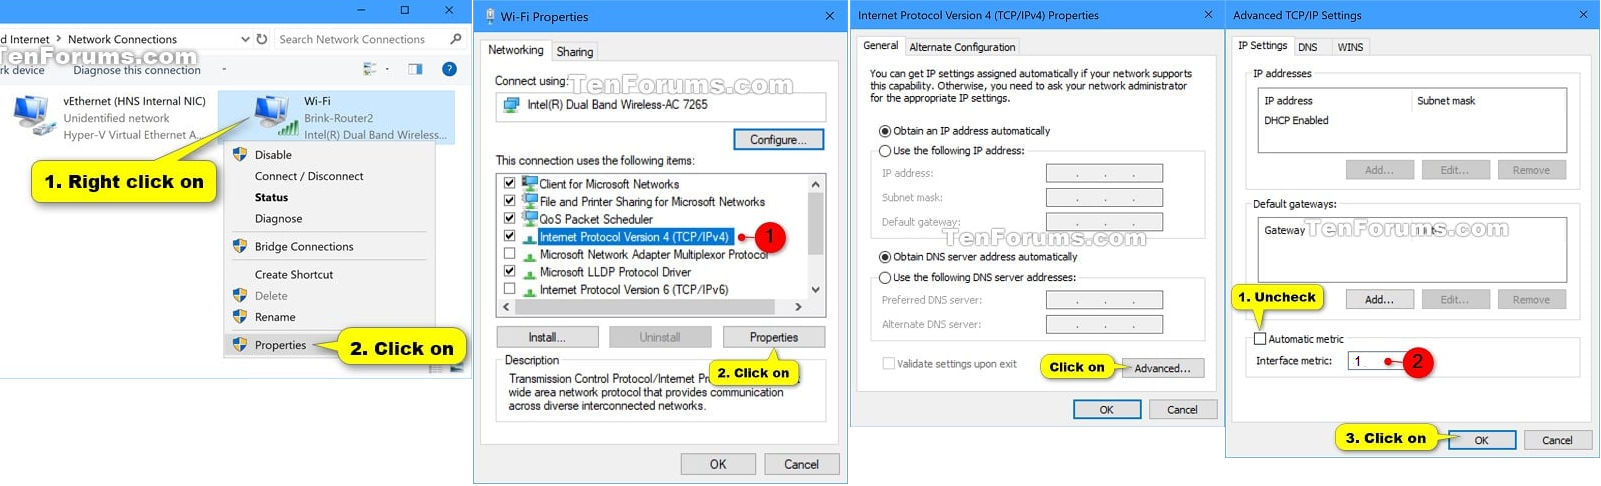 d Internet > Network Connections
Search Network Connections
TenForums.com
rk device
Diagnose this connection
vEthernet (HNS Internal NIC)
Unidentified network
Hyper-V Virtual Ethernet A...
Wi-Fi
Brink-Router2
Intel(R) Dual Band Wireless...
1. Right click on
Disable
Connect / Disconnect
Status
Diagnose
Bridge Connections
Create Shortcut
Delete
Rename
Properties
2. Click on
Wi-Fi Properties
Networking
Sharing
Connect using:
TenForums.com
Intel(R) Dual Band Wireless-AC 7265
Configure...
This connection uses the following items:
Client for Microsoft Networks
File and Printer Sharing for Microsoft Networks
QoS Packet Scheduler
Internet Protocol Version 4 (TCP/IPv4)
1
Microsoft Network Adapter Multiplexor Protocol
Microsoft LLDP Protocol Driver
Internet Protocol Version 6 (TCP/IPv6)
Install...
Uninstall
Properties
2. Click on
Description
Transmission Control Protocol/Internet Pr
wide area network protocol that provides communication
across diverse interconnected networks.
OK
Cancel
Internet Protocol Version 4 (TCP/IPv4) Properties
General
Alternate Configuration
You can get IP settings assigned automatically if your network supports
this capability. Otherwise, you need to ask your network administrator
for the appropriate IP settings.
Obtain an IP address automatically
Use the following IP address:
IP address:
Subnet mask:
Default gateway:
TenForums.com
Obtain DNS server address automatically
Use the following DNS server addresses:
Preferred DNS server:
Alternate DNS server:
Validate settings upon exit
Click on
Advanced...
OK
Cancel
Advanced TCP/IP Settings
IP Settings
DNS
WINS
IP addresses
IP address
Subnet mask
DHCP Enabled
Add...
Edit...
Remove
Default gateways:
Gateway
TenForums.com
Add...
Edit...
Remove
1. Uncheck
Automatic metric
Interface metric:
1
2
3. Click on
OK
Cancel